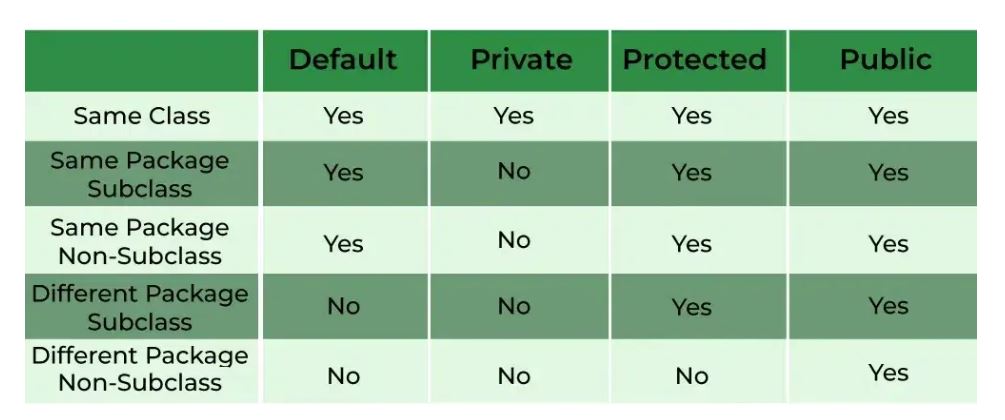 Default Private Protected Public
Same Class Yes Yes Yes Yes
Same Package
Subclass Yes No Yes Yes
Same Package
Non-Subclass Yes No Yes Yes
Different Package
Subclass No No Yes Yes
Different Package
Non-Subclass No No No Yes